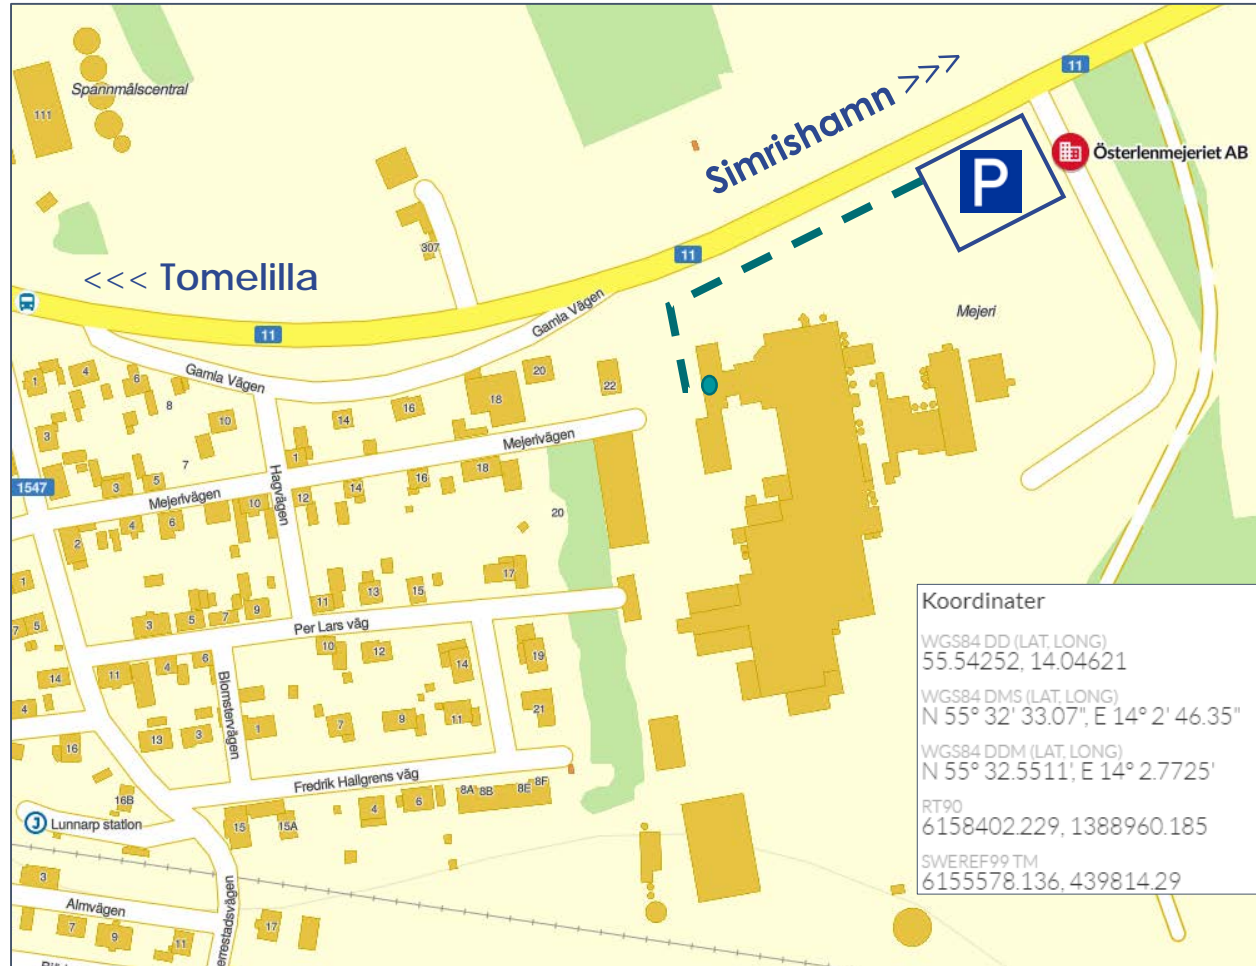 11
Spannmålscentral
111
Simrishamn >>>
P
Österlenmejeriet AB
307
11
<<< Tomelilla
Gamla Vägen
11
Mejeri
Gamla Vägen
1
4
6
8
10
14
16
18
20
22
3
7
5
1
Mejerivägen
18
1547
3
Mejerivägen
Hagvägen
10
12
14
16
20
2
4
6
1
17
7
5
3
5
7
9
11
13
15
Per Lars väg
10
12
14
19
14
11
4
6
Blomstervägen
4
21
16
13
3
1
7
9
11
Fredrik Hallgrens väg
8A
8B
8E
8F
16B
4
6
Lunnarp station
15
15A
3
Almvägen
7
9
11
17
Koordinater
WGS84 DD (LAT, LONG)
55.54252, 14.04621
WGS84 DMS (LAT, LONG)
N 55° 32' 33.07", E 14° 2' 46.35"
WGS84 DDM (LAT, LONG)
N 55° 32.5511', E 14° 2.7725'
RT90
6158402.229, 1388960.185
SWEREF99 TM
6155578.136, 439814.29